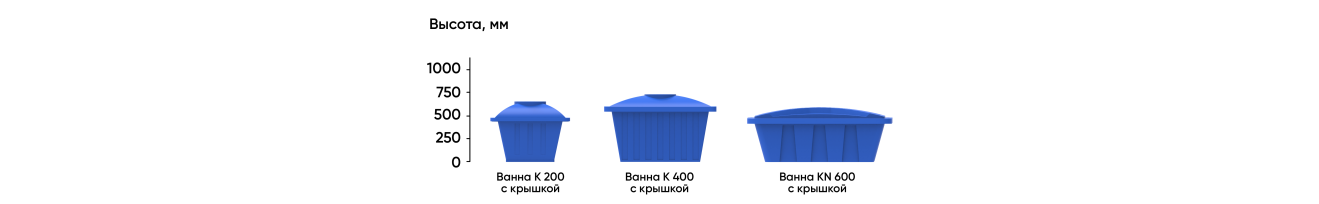 Высота, мм
1000
750
500
250
0
Ванна K 200
с крышкой
Ванна K 400
с крышкой
Ванна KN 600
с крышкой